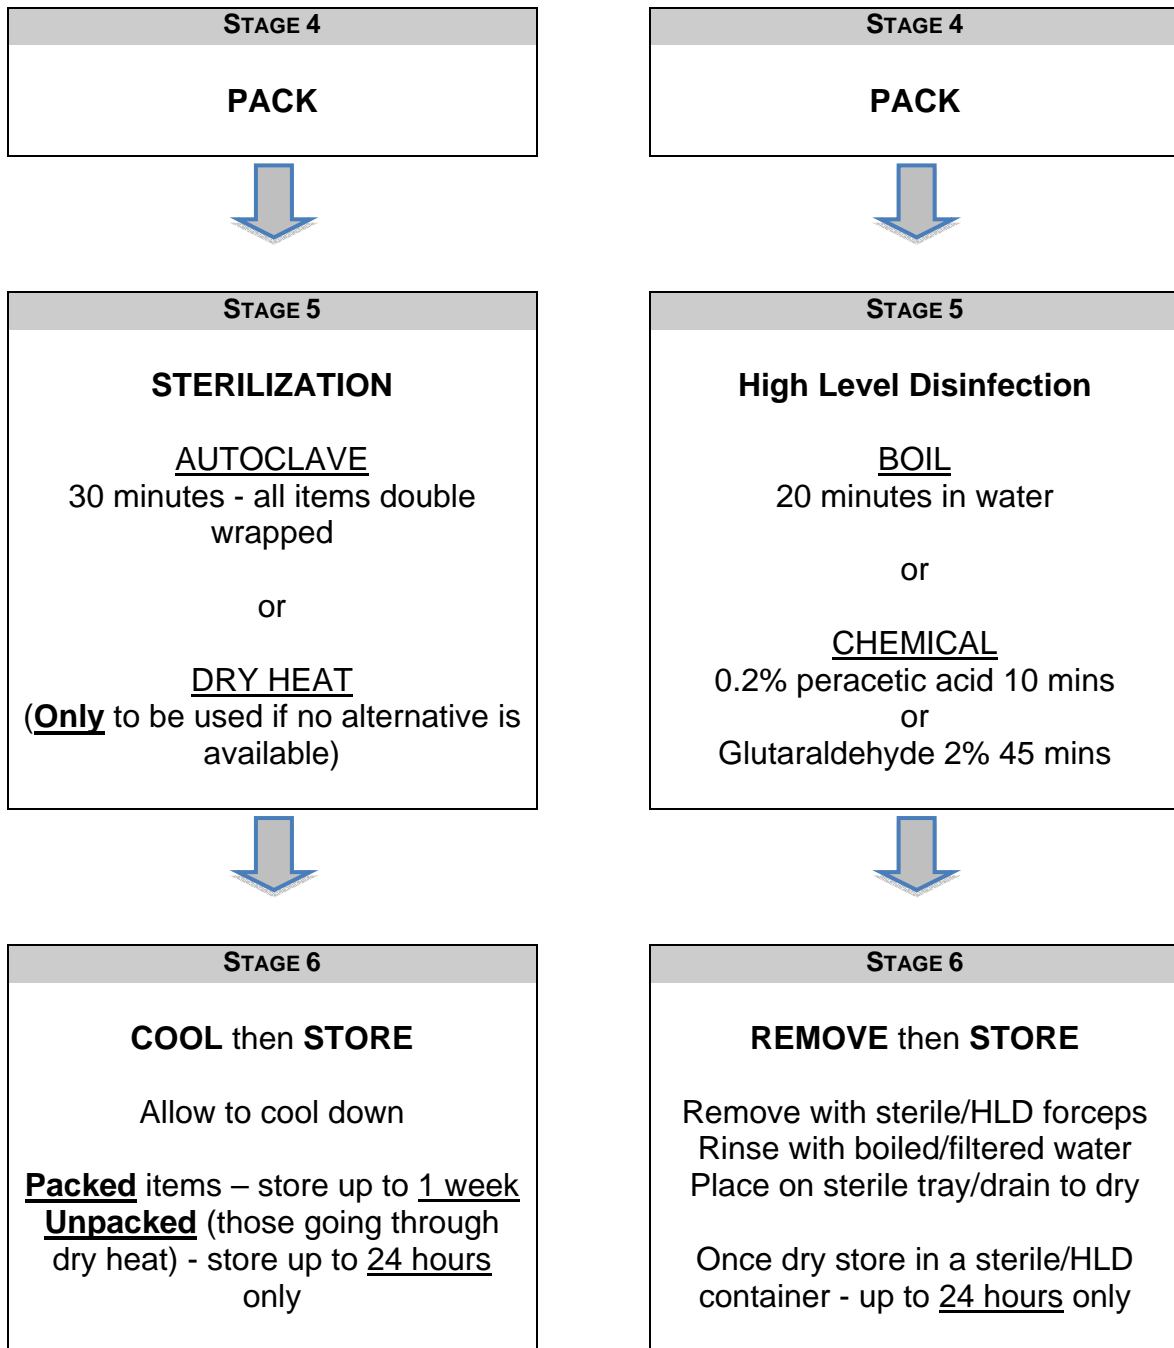 STAGE 4
PACK
STAGE 5
STERILIZATION
AUTOCLAVE
30 minutes - all items double
wrapped
or
DRY HEAT
(Only to be used if no alternative is
available)
STAGE 6
COOL then STORE
Allow to cool down
Packed items – store up to 1 week
Unpacked (those going through
dry heat) - store up to 24 hours
only
STAGE 4
PACK
STAGE 5
High Level Disinfection
BOIL
20 minutes in water
or
CHEMICAL
0.2% peracetic acid 10 mins
or
Glutaraldehyde 2% 45 mins
STAGE 6
REMOVE then STORE
Remove with sterile/HLD forceps
Rinse with boiled/filtered water
Place on sterile tray/drain to dry
Once dry store in a sterile/HLD
container - up to 24 hours only